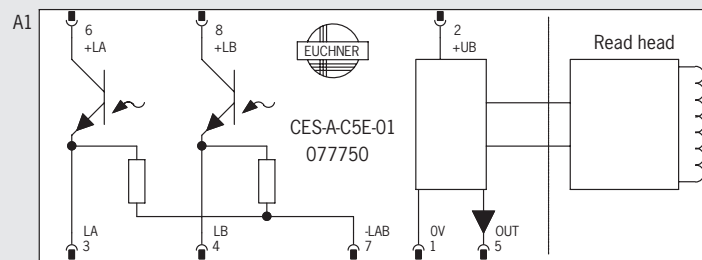 A1
6
+LA
8
+LB
EUCHNER
2
+UB
Read head
CES-A-C5E-01
077750
LA
3
LB
4
-LAB
7
0V
1
OUT
5